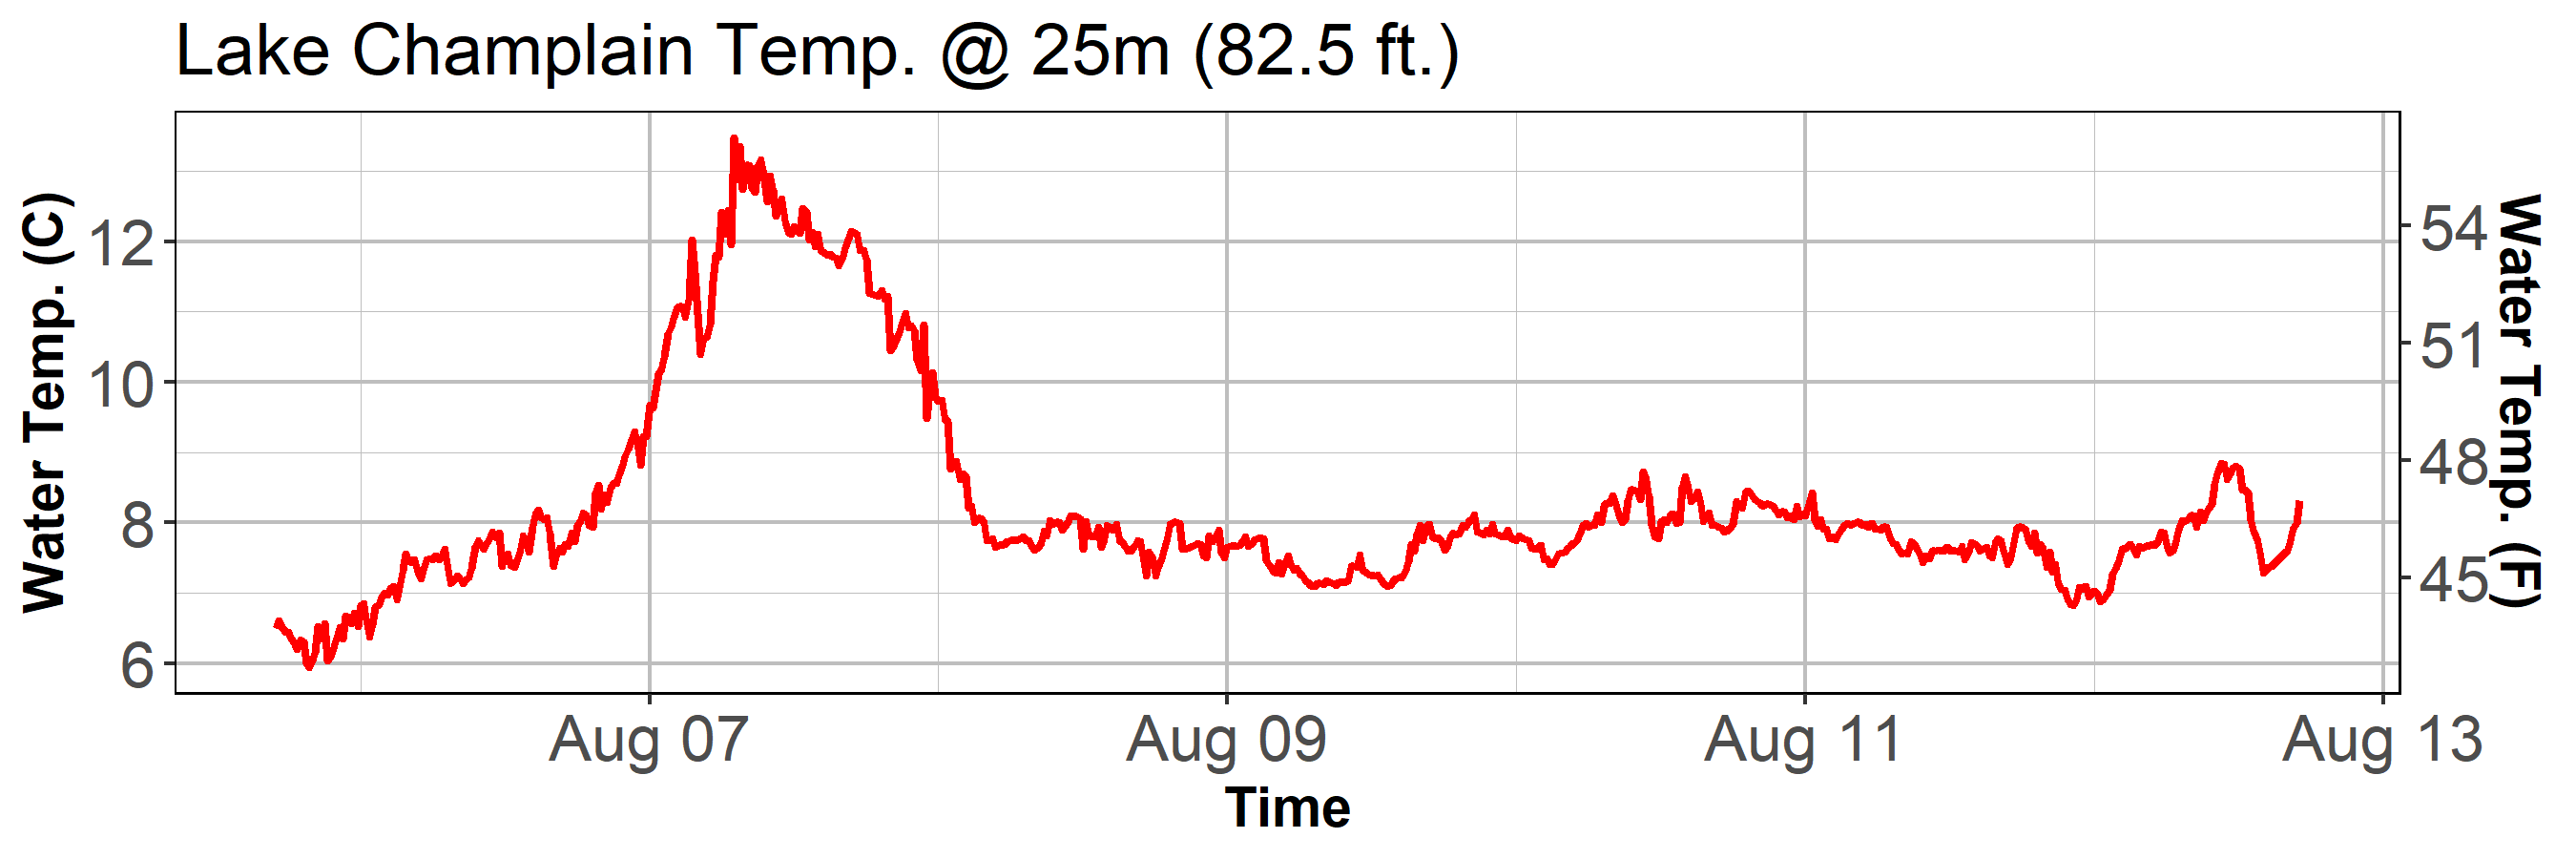 Lake Champlain Temp. @ 25m (82.5 ft.)
Water Temp. (C)
12
10
8
6
54
51
48
45
Water Temp. (F)
Aug 07 Aug 09 Aug 11 Aug 13
Time